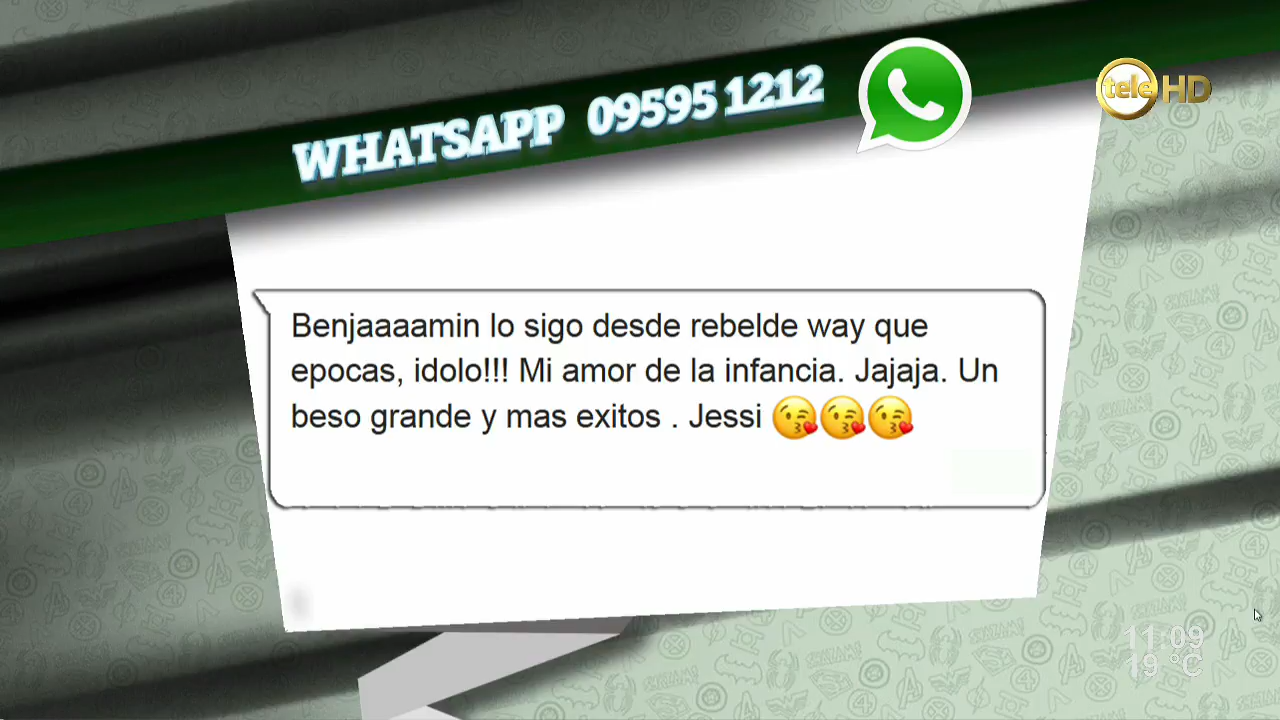 WHATSAPP 09595 1212
tele HD
Benjaaaamin lo sigo desde rebelde way que
epocas, idolo!!! Mi amor de la infancia. Jajaja. Un
beso grande y mas exitos . Jessi 😘😘😘
11:09
19 °C